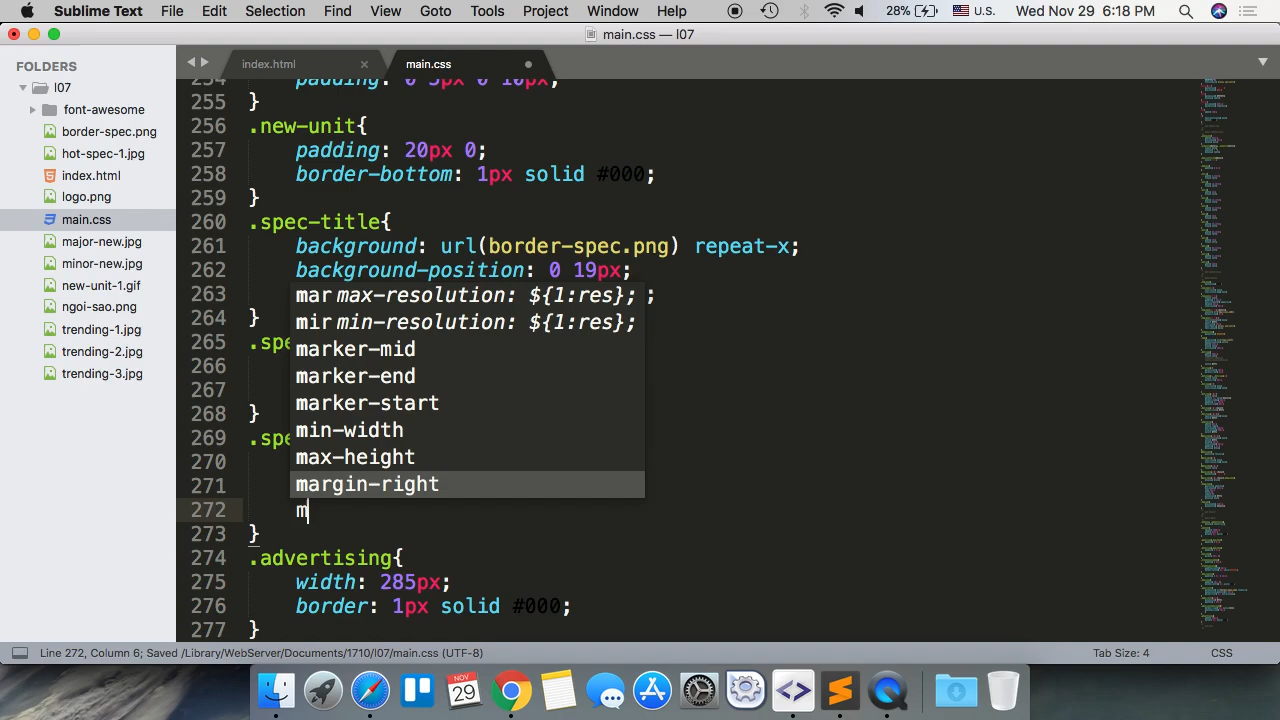 Sublime Text File Edit Selection Find View Goto Tools Project Window Help 28% U.S. Wed Nov 29 6:18 PM
main.css — l07
FOLDERS
l07
font-awesome
border-spec.png
hot-spec-1.jpg
index.html
logo.png
main.css
major-new.jpg
minor-new.jpg
new-unit-1.gif
ngoi-sao.png
trending-1.jpg
trending-2.jpg
trending-3.jpg
index.html × main.css
254 padding: 0 5px 0 10px;
255 }
256 .new-unit{
257 padding: 20px 0;
258 border-bottom: 1px solid #000;
259 }
260 .spec-title{
261 background: url(border-spec.png) repeat-x;
262 background-position: 0 19px;
263 ;
264 }
265 .spe
266
267
268 }
269 .spe
270
271
272 m
273 }
274 .advertising{
275 width: 285px;
276 border: 1px solid #000;
277 }
mar max-resolution: ${1:res};
mir min-resolution: ${1:res};
marker-mid
marker-end
marker-start
min-width
max-height
margin-right
Line 272, Column 6; Saved /Library/WebServer/Documents/1710/l07/main.css (UTF-8) Tab Size: 4 CSS
NOV
29